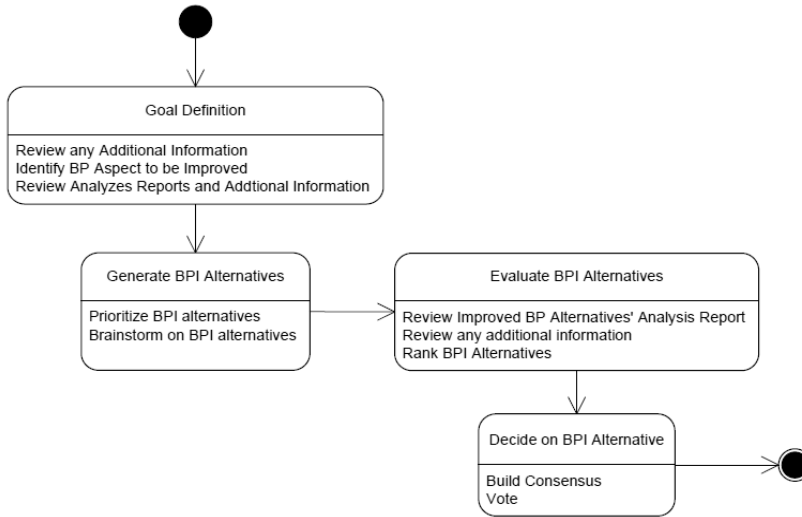 Goal Definition
Review any Additional Information
Identify BP Aspect to be Improved
Review Analyzes Reports and Addtional Information
Generate BPI Alternatives
Prioritize BPI alternatives
Brainstorm on BPI alternatives
Evaluate BPI Alternatives
Review Improved BP Alternatives' Analysis Report
Review any additional information
Rank BPI Alternatives
Decide on BPI Alternative
Build Consensus
Vote